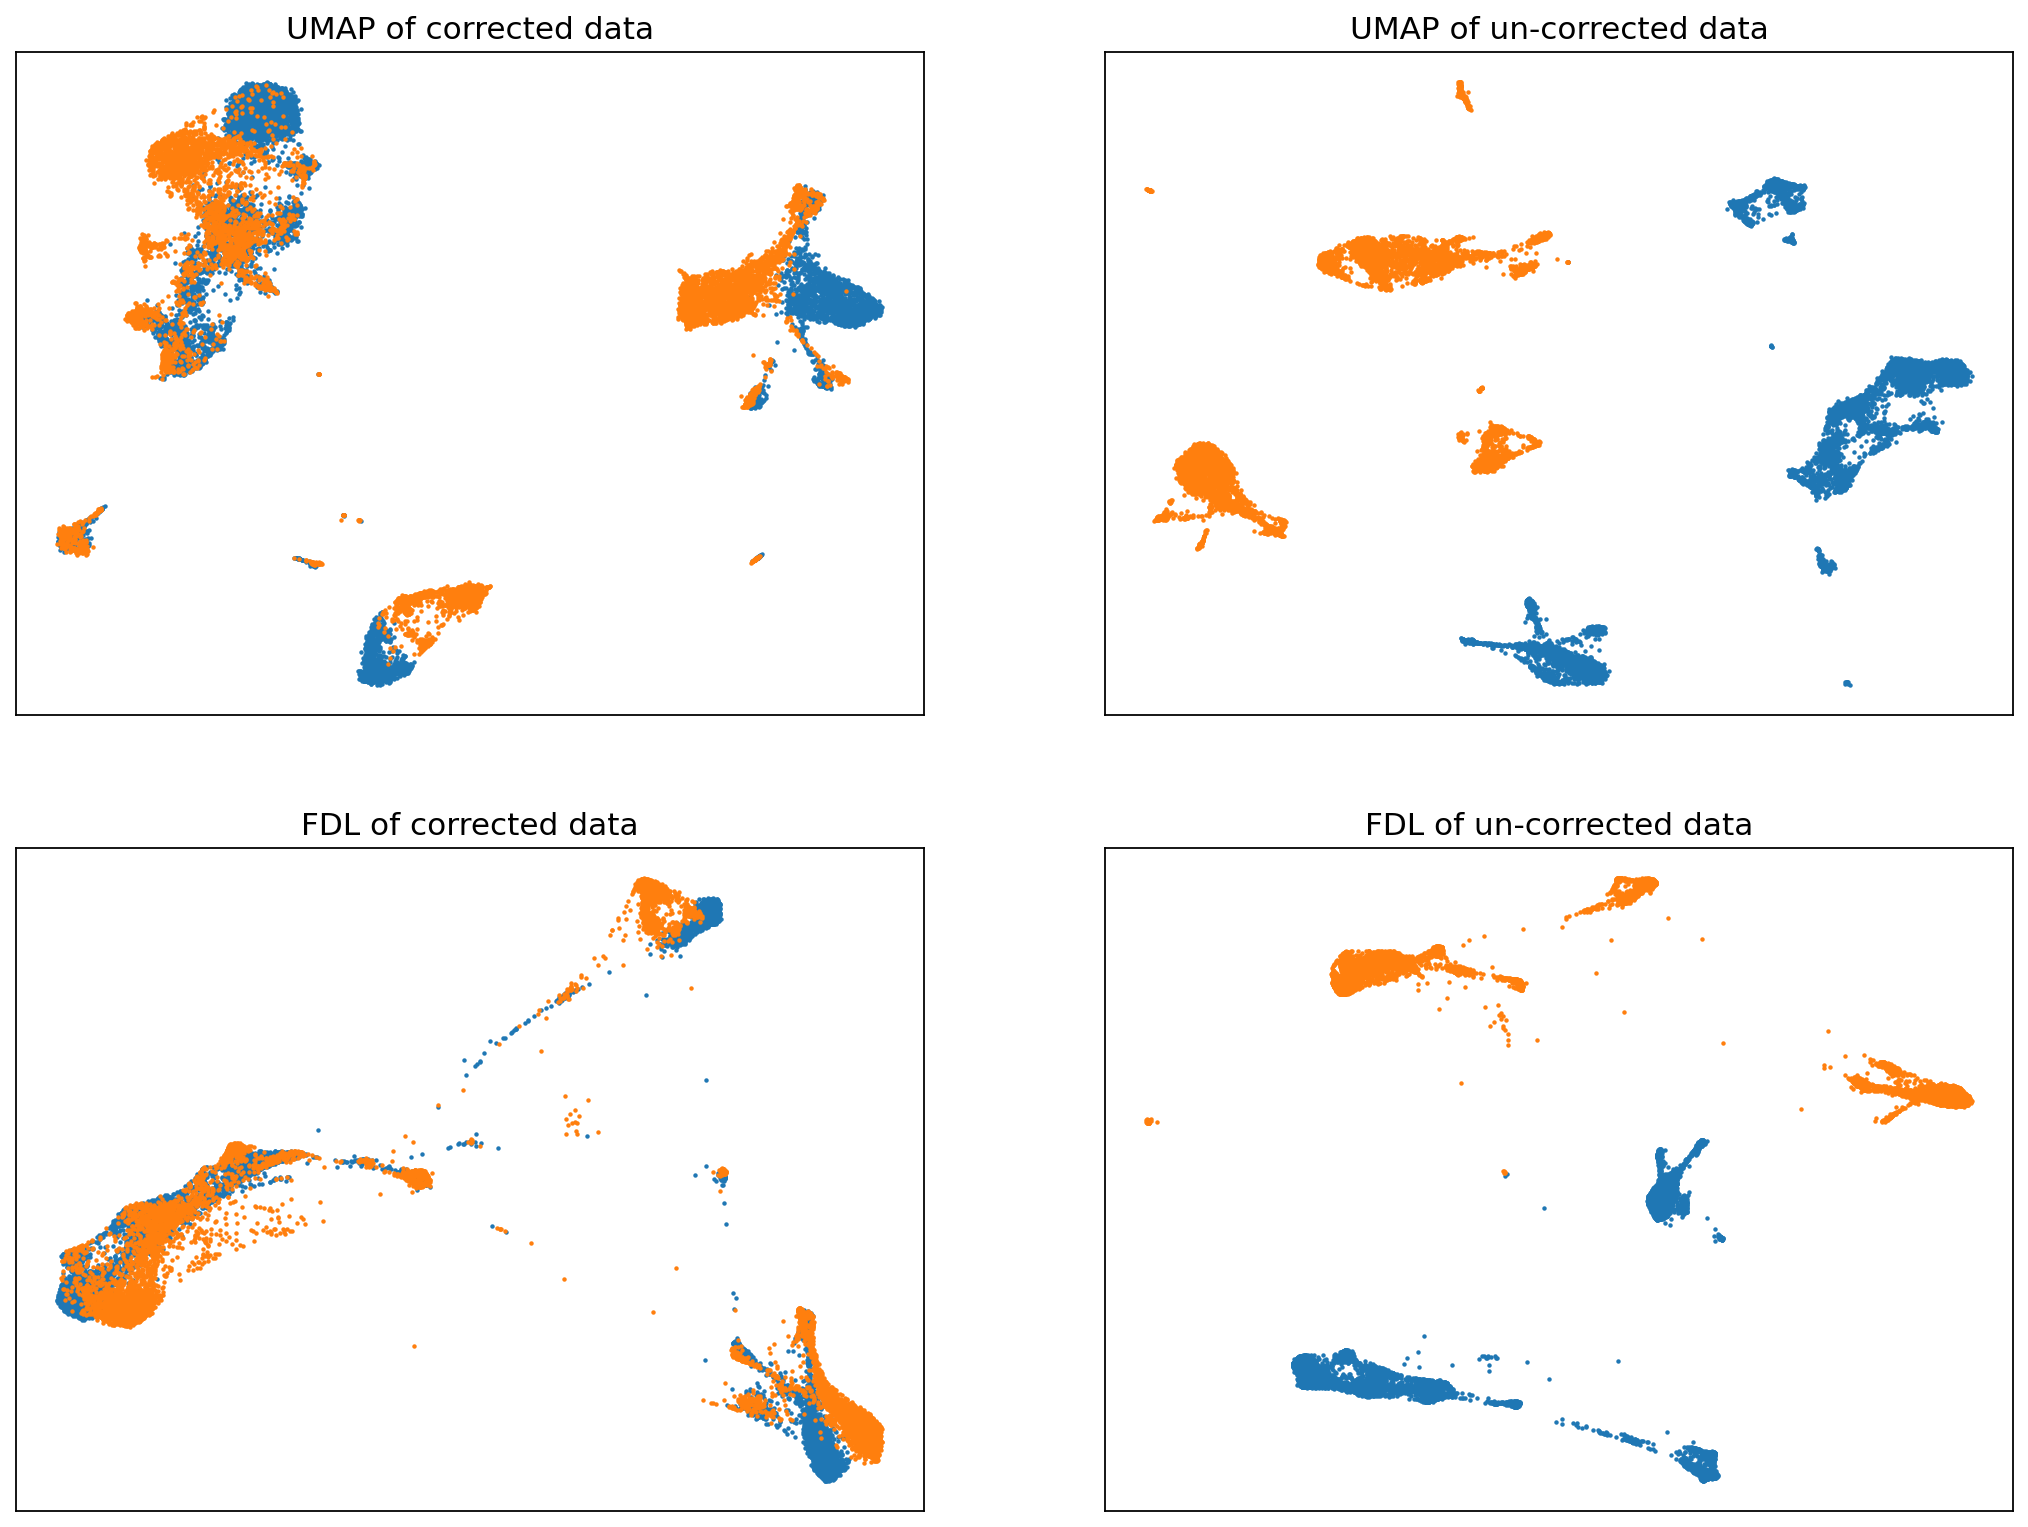 UMAP of corrected data
UMAP of un-corrected data
FDL of corrected data
FDL of un-corrected data